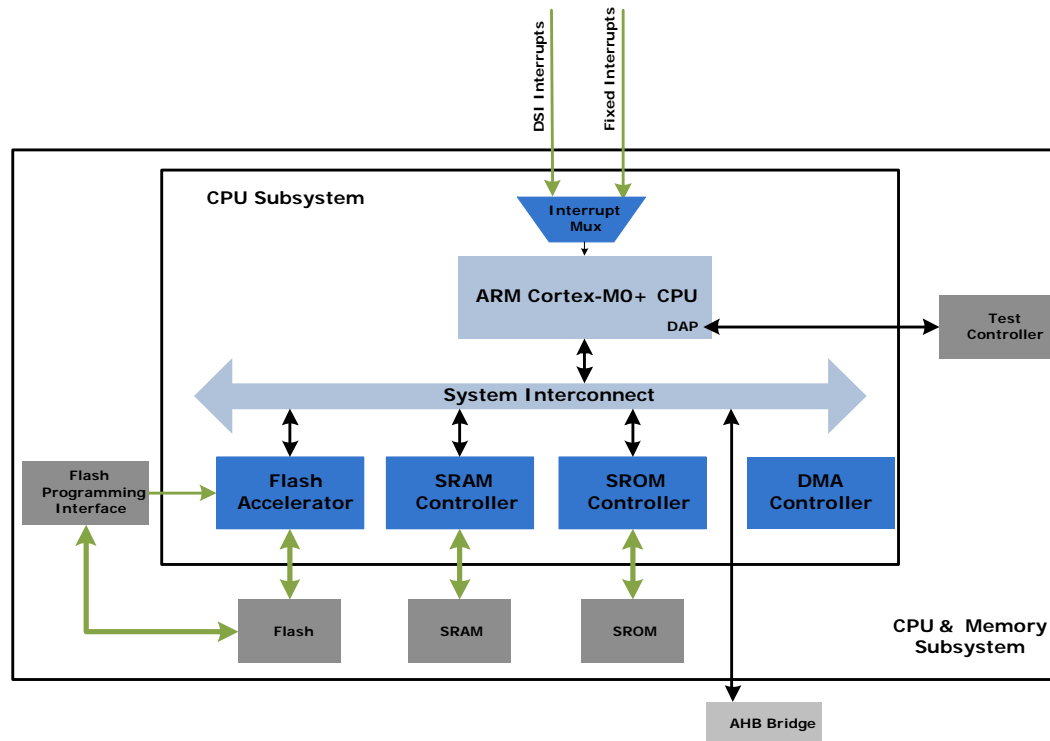 DSI Interrupts
Fixed Interrupts
CPU Subsystem
Interrupt
Mux
ARM Cortex-M0+ CPU
DAP
Test
Controller
System Interconnect
Flash
Programming
Interface
Flash
Accelerator
SRAM
Controller
SROM
Controller
DMA
Controller
Flash
SRAM
SROM
CPU & Memory
Subsystem
AHB Bridge